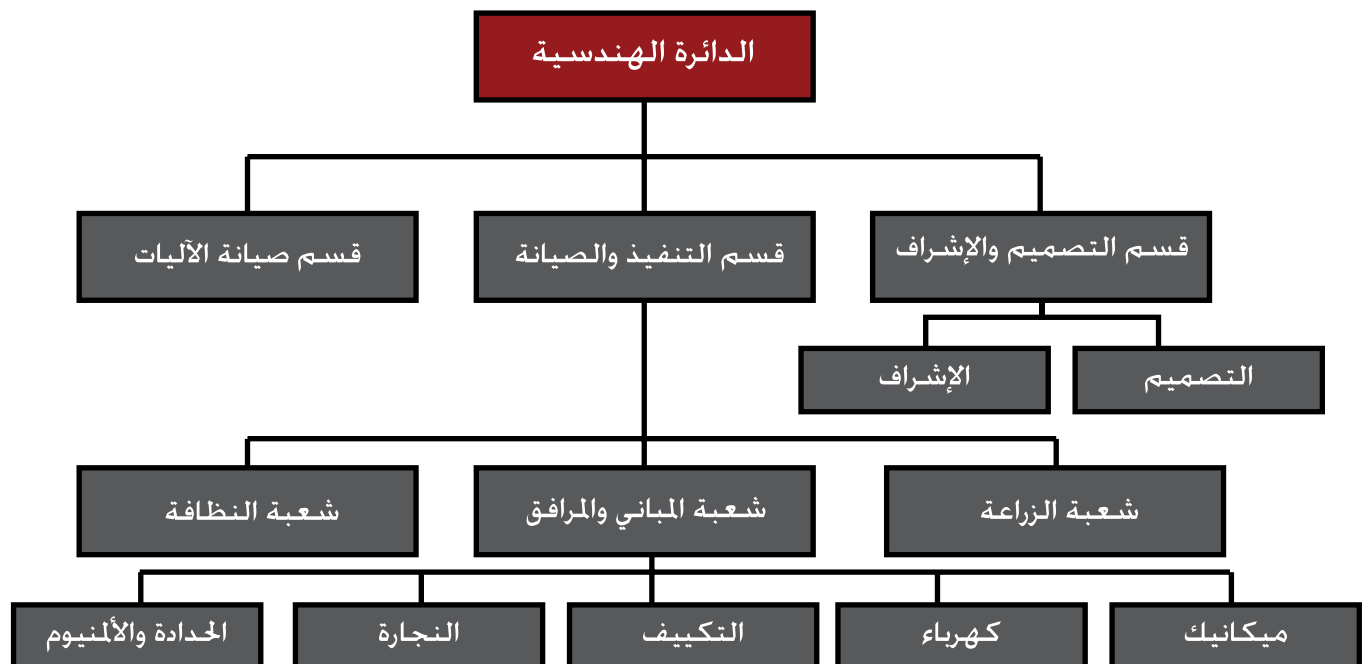 الدائرة الهندسية
قسم التصميم والإشراف
قسم التنفيذ والصيانة
قسم صيانة الآليات
التصميم
الإشراف
شعبة الزراعة
شعبة المباني والمرافق
شعبة النظافة
ميكانيك
كهرباء
التكييف
النجارة
الحدادة والألمنيوم